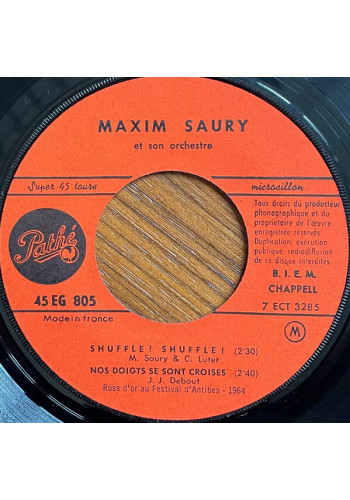 MAXIM SAURY
et son orchestre
Super 45 tours
microsillon
Pathé
Tous droits du producteur
phonographique et du
propriétaire de l'œuvre
enregistrée réservés.
Duplication, exécution
publique, radiodiffusion
de ce disque interdites.
B. I. E. M.
CHAPPELL
45 EG 805
7 ECT 3285
Made in france
M
SHUFFLE! SHUFFLE! (2'30)
M. Saury & C. Luter
NOS DOIGTS SE SONT CROISES (2'40)
J. J. Debout
Rose d'or au Festival d'Antibes - 1964